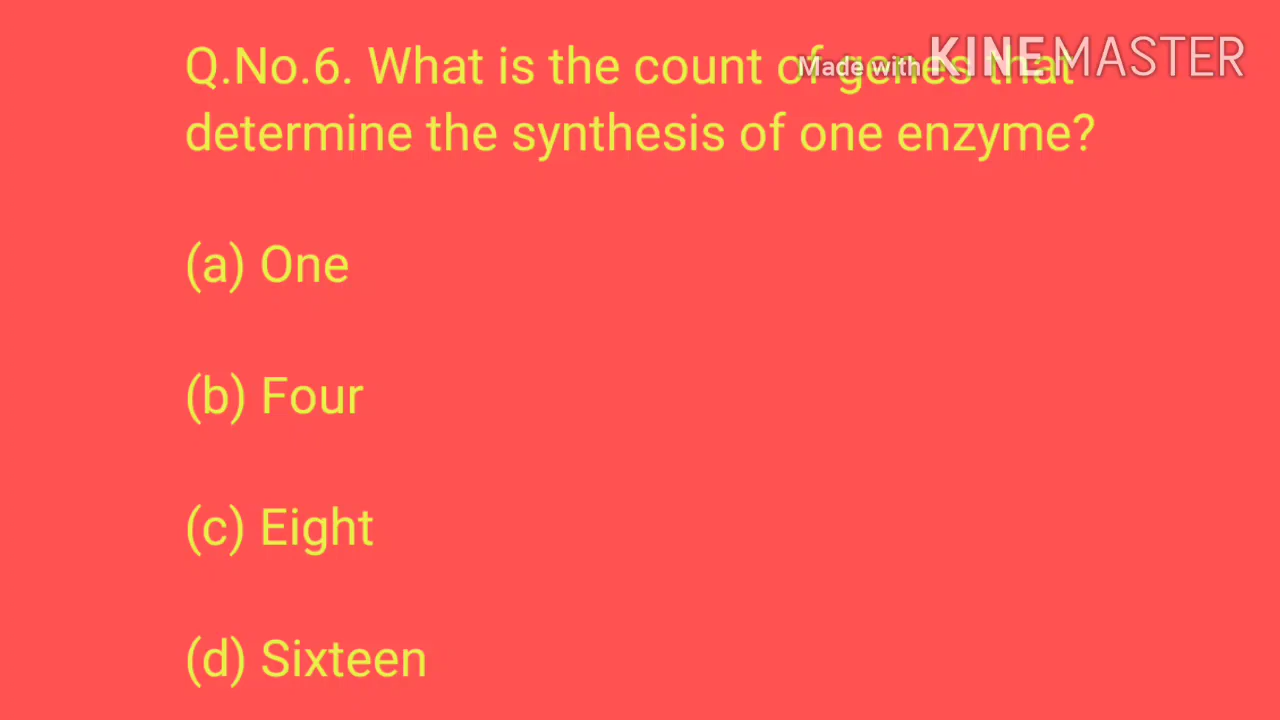 Q.No.6. What is the count of genes that
Made with KINEMASTER
determine the synthesis of one enzyme?
(a) One
(b) Four
(c) Eight
(d) Sixteen